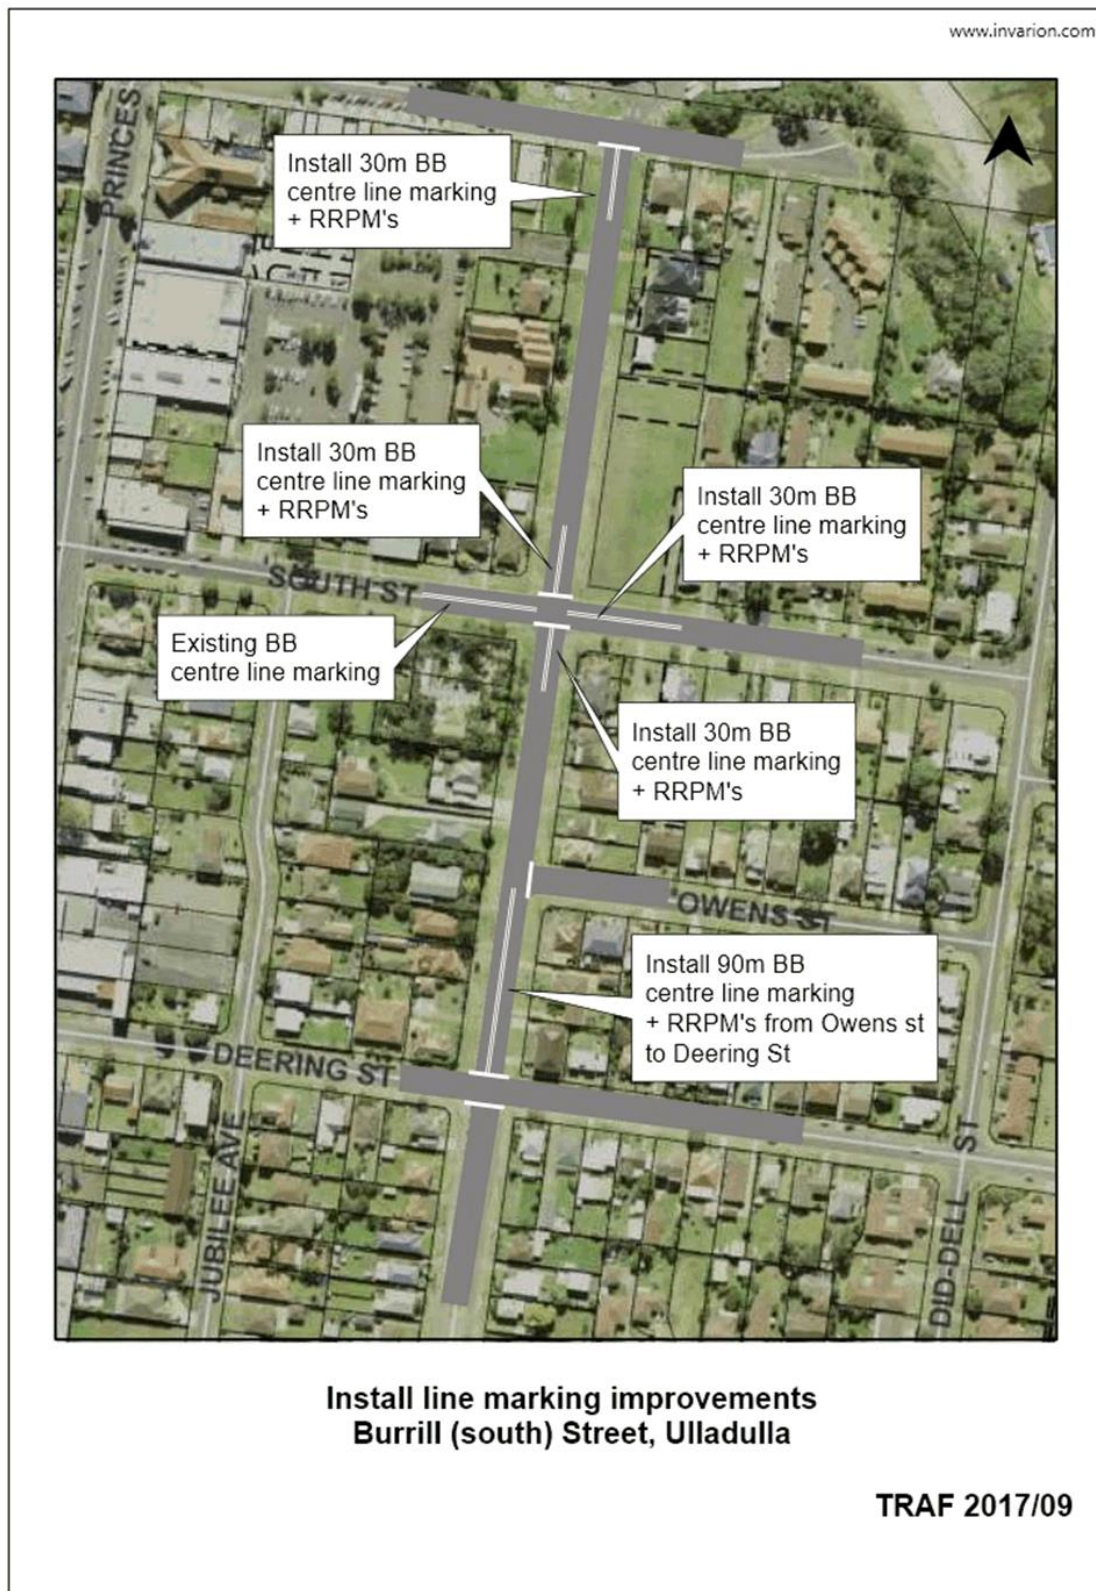 www.invarion.com
PRINCES
Install 30m BB
centre line marking
+ RRPM's
Install 30m BB
centre line marking
+ RRPM's
Install 30m BB
centre line marking
+ RRPM's
SOUTH ST
Existing BB
centre line marking
Install 30m BB
centre line marking
+ RRPM's
OWENS ST
Install 90m BB
centre line marking
+ RRPM's from Owens st
to Deering St
DEERING ST
JUBILEE AVE
DID-DELL ST
Install line marking improvements
Burrill (south) Street, Ulladulla
TRAF 2017/09